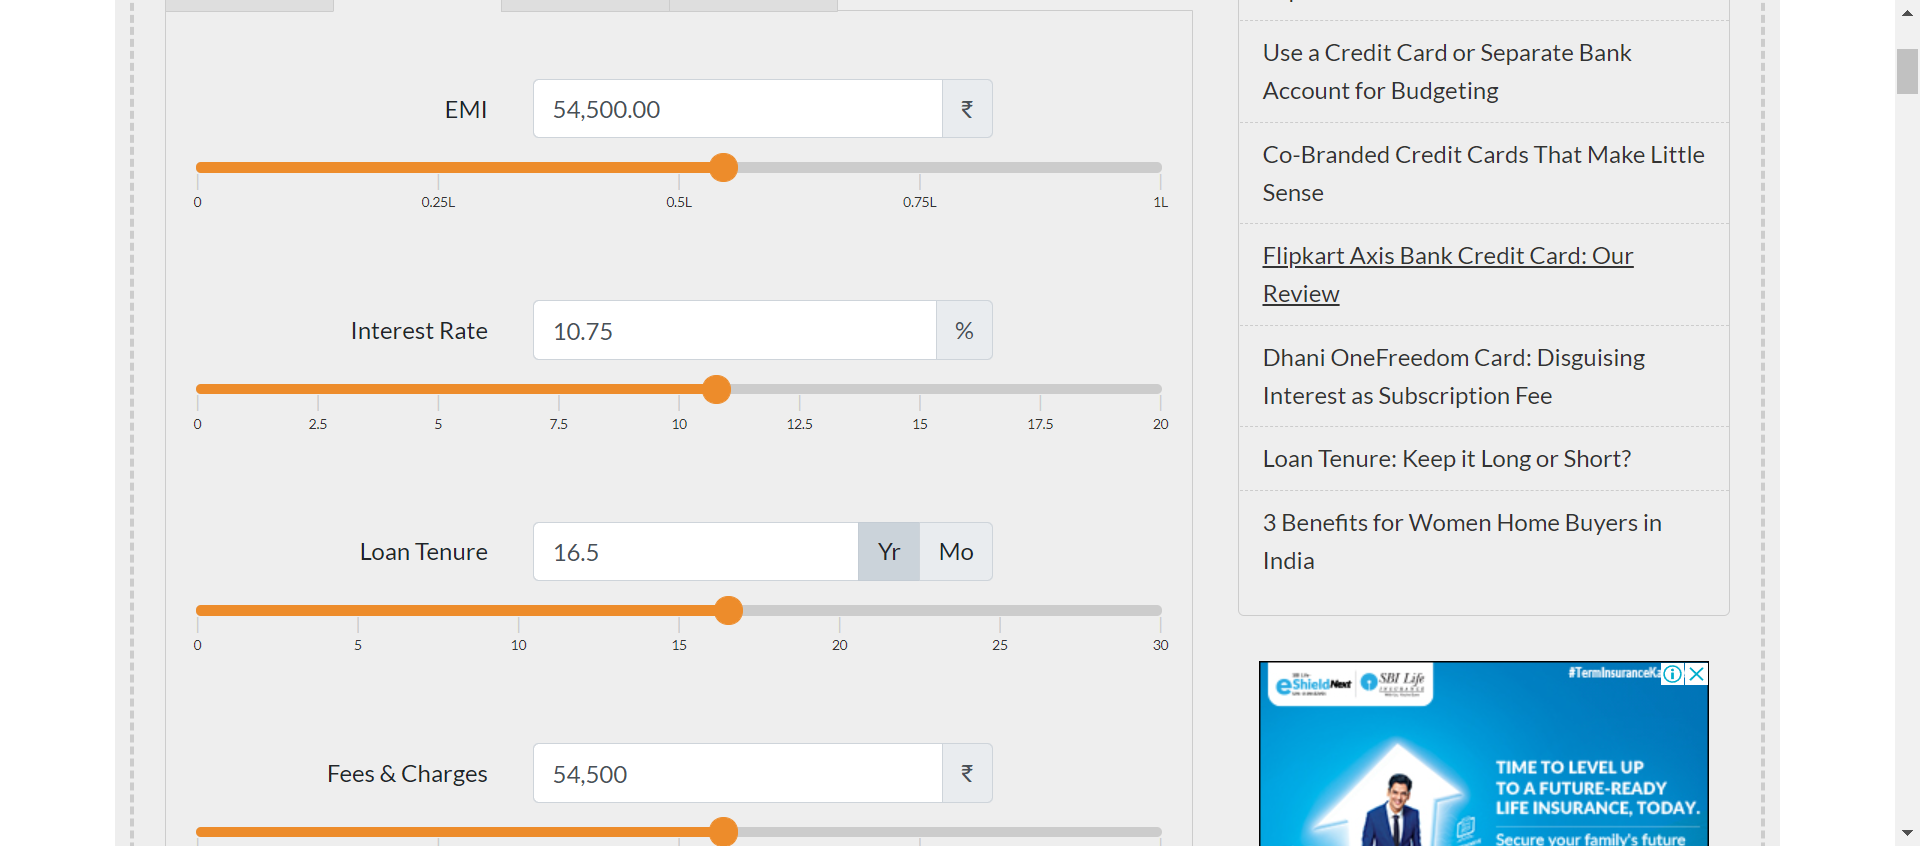 EMI
54,500.00
₹
0
0.25L
0.5L
0.75L
1L
Interest Rate
10.75
%
0
2.5
5
7.5
10
12.5
15
17.5
20
Loan Tenure
16.5
Yr
Mo
0
5
10
15
20
25
30
Fees & Charges
54,500
₹
Use a Credit Card or Separate Bank
Account for Budgeting
Co-Branded Credit Cards That Make Little
Sense
Flipkart Axis Bank Credit Card: Our
Review
Dhani OneFreedom Card: Disguising
Interest as Subscription Fee
Loan Tenure: Keep it Long or Short?
3 Benefits for Women Home Buyers in
India
eShield Next
SBI Life
INSURANCE
#TermInsuranceKa
TIME TO LEVEL UP
TO A FUTURE-READY
LIFE INSURANCE, TODAY.
Secure your family's future